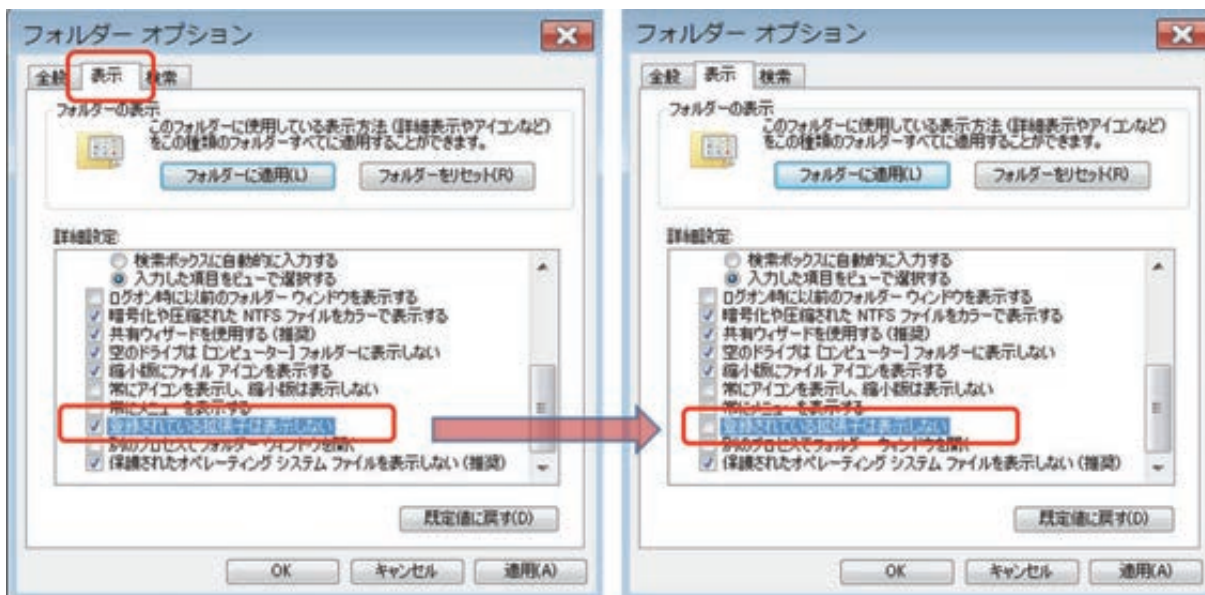 フォルダー オプション
全般 表示 検索
フォルダーの表示
このフォルダーに使用している表示方法(詳細表示やアイコンなど)
をこの種類のフォルダーすべてに適用することができます。
フォルダーに適用(L) フォルダーをリセット(R)
詳細設定:
検索ボックスに自動的に入力する
入力した項目をビューで選択する
ログオン時に以前のフォルダー ウィンドウを表示する
暗号化や圧縮された NTFS ファイルをカラーで表示する
共有ウィザードを使用する (推奨)
空のドライブは [コンピューター] フォルダーに表示しない
縮小版にファイル アイコンを表示する
常にアイコンを表示し、縮小版は表示しない
常にメニューを表示する
登録されている拡張子は表示しない
別のプロセスでフォルダー ウィンドウを開く
保護されたオペレーティング システム ファイルを表示しない (推奨)
既定値に戻す(D)
OK キャンセル 適用(A)
フォルダー オプション
全般 表示 検索
フォルダーの表示
このフォルダーに使用している表示方法(詳細表示やアイコンなど)
をこの種類のフォルダーすべてに適用することができます。
フォルダーに適用(L) フォルダーをリセット(R)
詳細設定:
検索ボックスに自動的に入力する
入力した項目をビューで選択する
ログオン時に以前のフォルダー ウィンドウを表示する
暗号化や圧縮された NTFS ファイルをカラーで表示する
共有ウィザードを使用する (推奨)
空のドライブは [コンピューター] フォルダーに表示しない
縮小版にファイル アイコンを表示する
常にアイコンを表示し、縮小版は表示しない
常にメニューを表示する
登録されている拡張子は表示しない
別のプロセスでフォルダー ウィンドウを開く
保護されたオペレーティング システム ファイルを表示しない (推奨)
既定値に戻す(D)
OK キャンセル 適用(A)